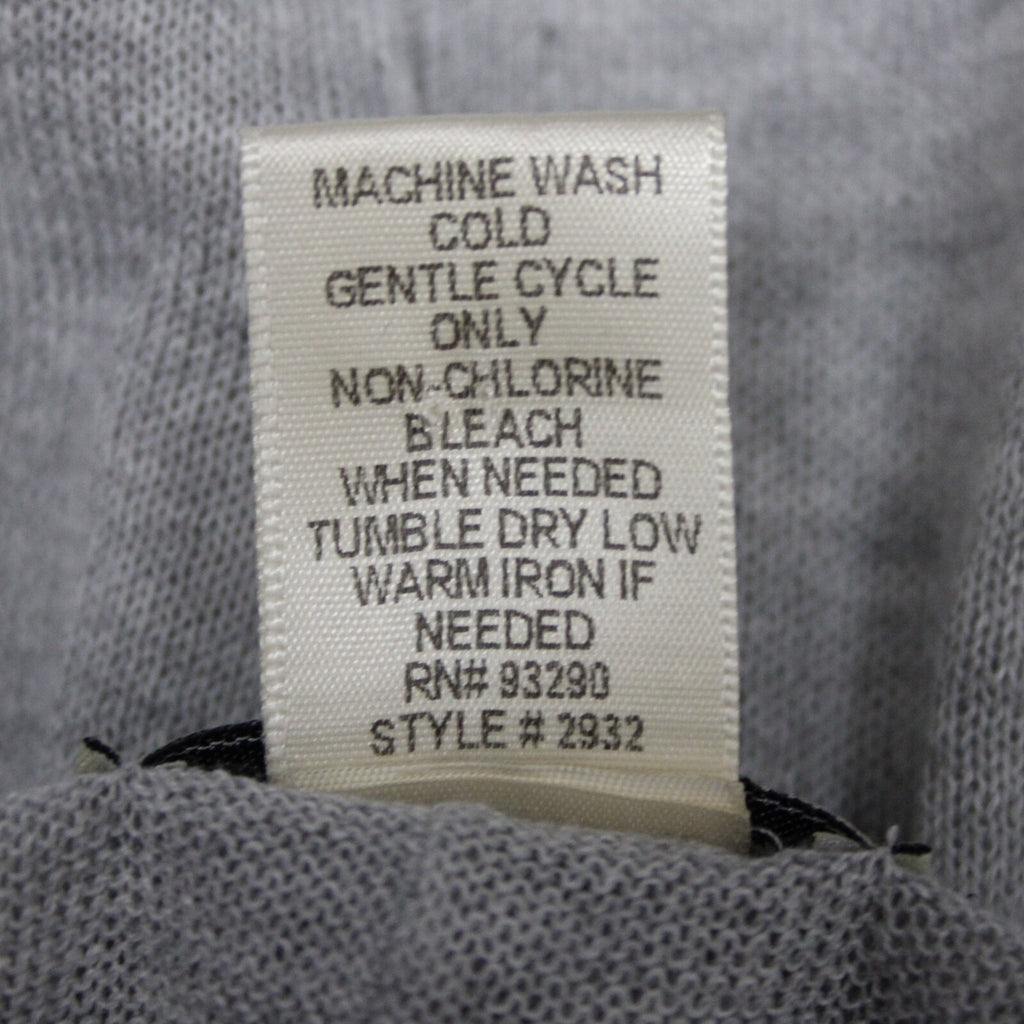 MACHINE WASH
COLD
GENTLE CYCLE
ONLY
NON-CHLORINE
BLEACH
WHEN NEEDED
TUMBLE DRY LOW
WARM IRON IF
NEEDED
RN# 93290
STYLE # 2932